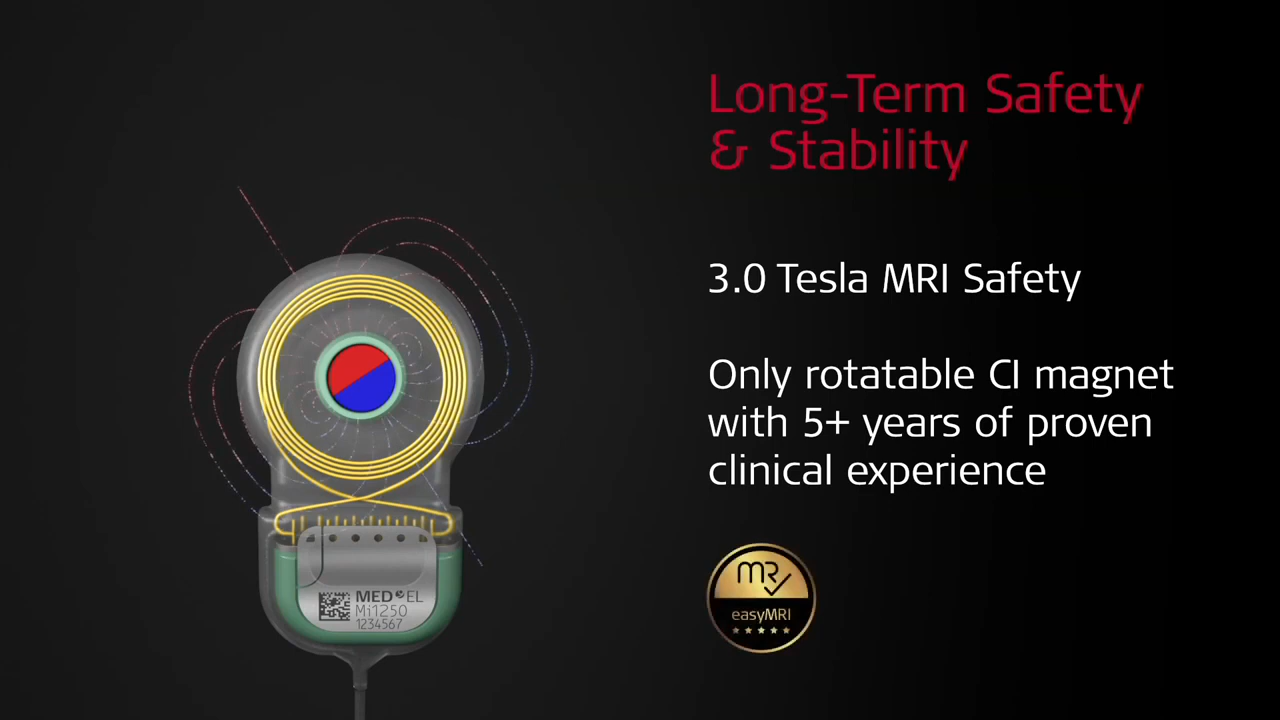 Long-Term Safety
& Stability
3.0 Tesla MRI Safety
Only rotatable CI magnet
with 5+ years of proven
clinical experience
MR
easyMRI
MED EL
Mi1250
1234567